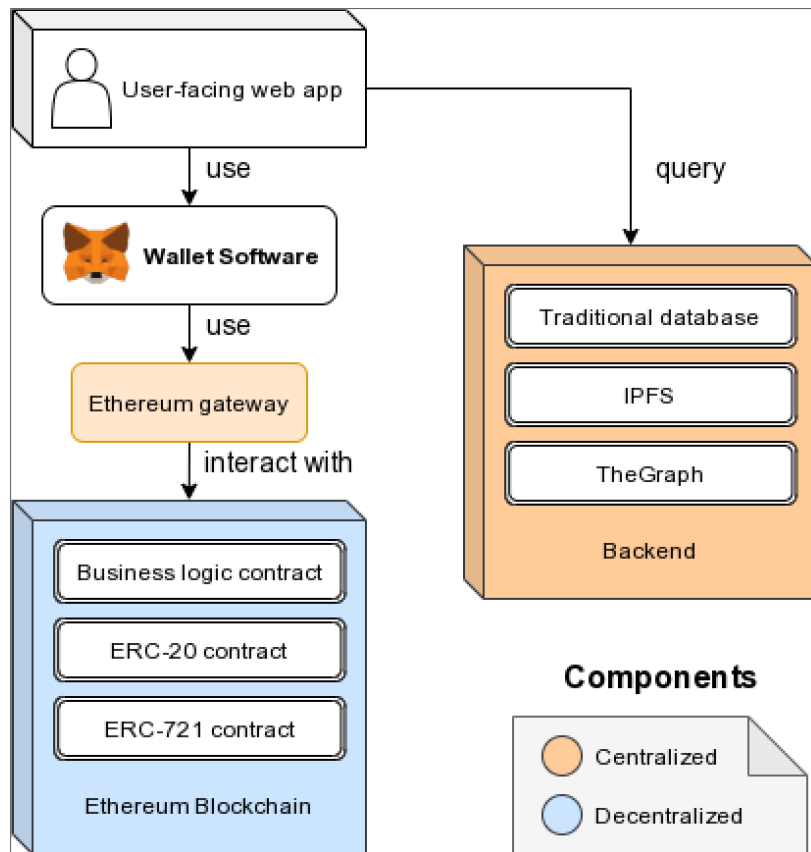 User-facing web app
use
query
Wallet Software
use
Ethereum gateway
interact with
Business logic contract
ERC-20 contract
ERC-721 contract
Ethereum Blockchain
Traditional database
IPFS
TheGraph
Backend
Components
Centralized
Decentralized